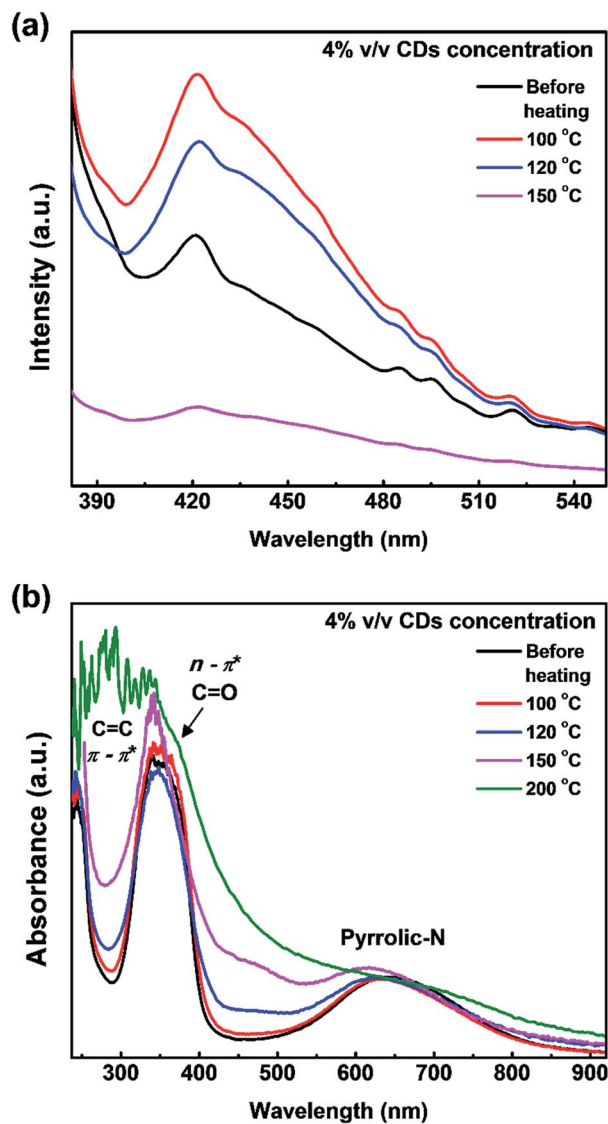 (a)
4% v/v CDs concentration
Before
heating
100 °C
120 °C
150 °C
Intensity (a.u.)
390 420 450 480 510 540
Wavelength (nm)
(b)
4% v/v CDs concentration
Before
heating
100 °C
120 °C
150 °C
200 °C
n - π*
C=O
C=C
π - π*
Pyrrolic-N
Absorbance (a.u.)
300 400 500 600 700 800 900
Wavelength (nm)